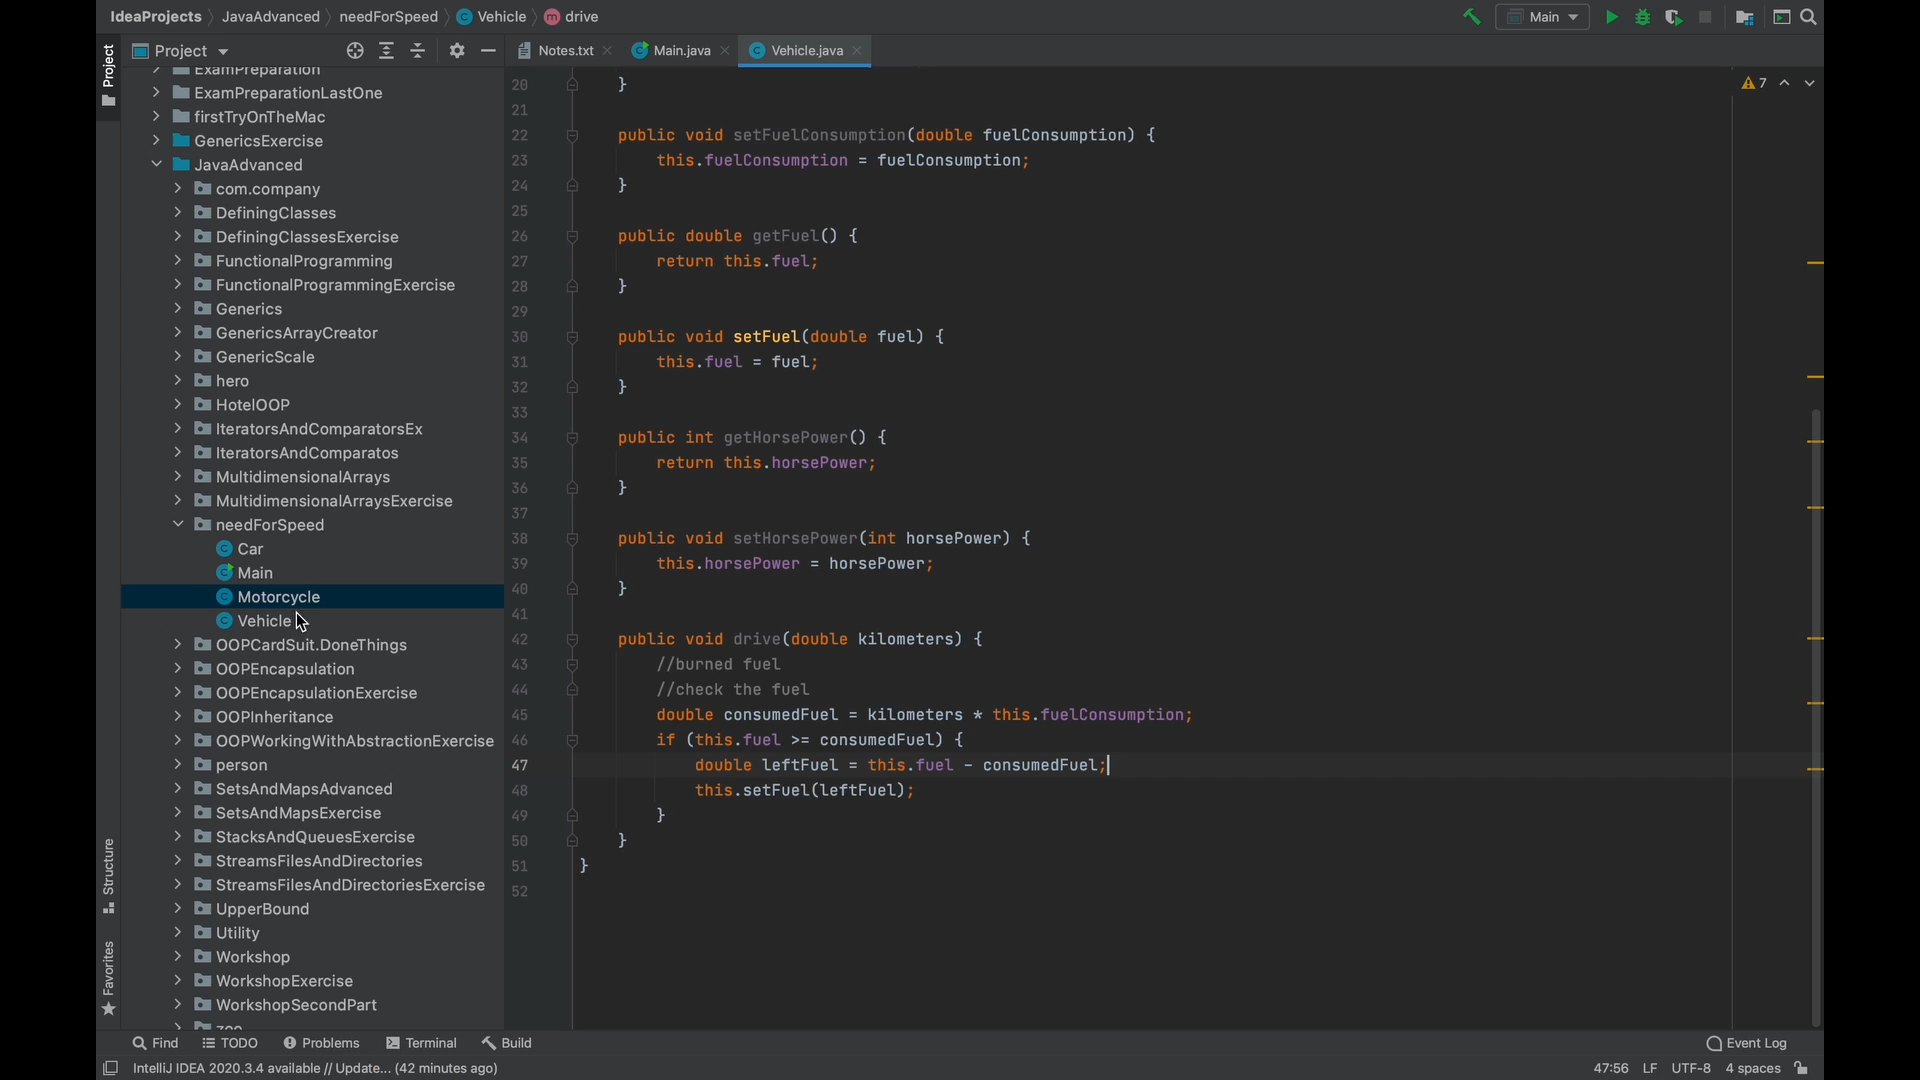 IdeaProjects JavaAdvanced needForSpeed Vehicle drive
Main
Project
Notes.txt Main.java Vehicle.java
Project
7
ExamPreparation
ExamPreparationLastOne
firstTryOnTheMac
GenericsExercise
JavaAdvanced
com.company
DefiningClasses
DefiningClassesExercise
FunctionalProgramming
FunctionalProgrammingExercise
Generics
GenericsArrayCreator
GenericScale
hero
HotelOOP
IteratorsAndComparatorsEx
IteratorsAndComparatos
MultidimensionalArrays
MultidimensionalArraysExercise
needForSpeed
Car
Main
Motorcycle
Vehicle
OOPCardSuit.DoneThings
OOPEncapsulation
OOPEncapsulationExercise
OOPInheritance
OOPWorkingWithAbstractionExercise
person
SetsAndMapsAdvanced
SetsAndMapsExercise
StacksAndQueuesExercise
StreamsFilesAndDirectories
StreamsFilesAndDirectoriesExercise
UpperBound
Utility
Workshop
WorkshopExercise
WorkshopSecondPart
zoo
20 }
21
22 public void setFuelConsumption(double fuelConsumption) {
23 this.fuelConsumption = fuelConsumption;
24 }
25
26 public double getFuel() {
27 return this.fuel;
28 }
29
30 public void setFuel(double fuel) {
31 this.fuel = fuel;
32 }
33
34 public int getHorsePower() {
35 return this.horsePower;
36 }
37
38 public void setHorsePower(int horsePower) {
39 this.horsePower = horsePower;
40 }
41
42 public void drive(double kilometers) {
43 //burned fuel
44 //check the fuel
45 double consumedFuel = kilometers * this.fuelConsumption;
46 if (this.fuel >= consumedFuel) {
47 double leftFuel = this.fuel - consumedFuel;
48 this.setFuel(leftFuel);
49 }
50 }
51 }
52
Structure
Favorites
Find TODO Problems Terminal Build Event Log
IntelliJ IDEA 2020.3.4 available // Update... (42 minutes ago) 47:56 LF UTF-8 4 spaces